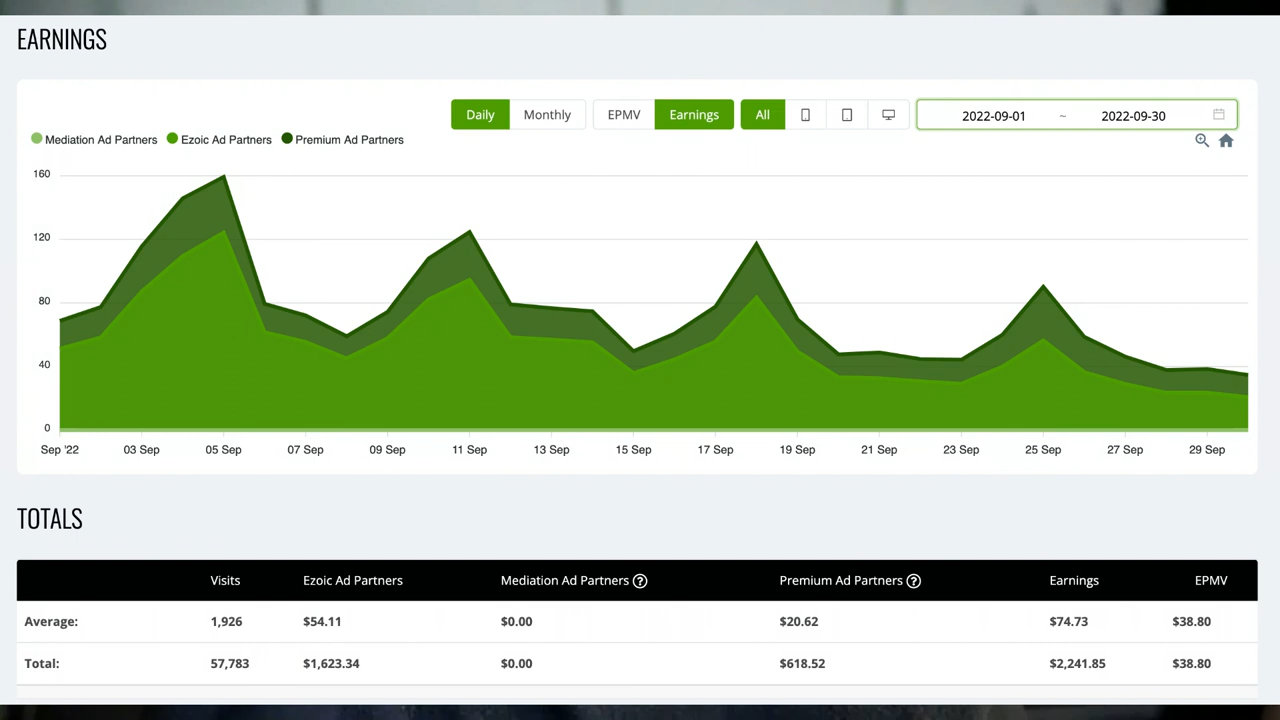 EARNINGS
Daily Monthly EPMV Earnings All 2022-09-01 ~ 2022-09-30
Mediation Ad Partners Ezoic Ad Partners Premium Ad Partners
160
120
80
40
0
Sep '22 03 Sep 05 Sep 07 Sep 09 Sep 11 Sep 13 Sep 15 Sep 17 Sep 19 Sep 21 Sep 23 Sep 25 Sep 27 Sep 29 Sep
TOTALS
Visits Ezoic Ad Partners Mediation Ad Partners ? Premium Ad Partners ? Earnings EPMV
Average: 1,926 $54.11 $0.00 $20.62 $74.73 $38.80
Total: 57,783 $1,623.34 $0.00 $618.52 $2,241.85 $38.80